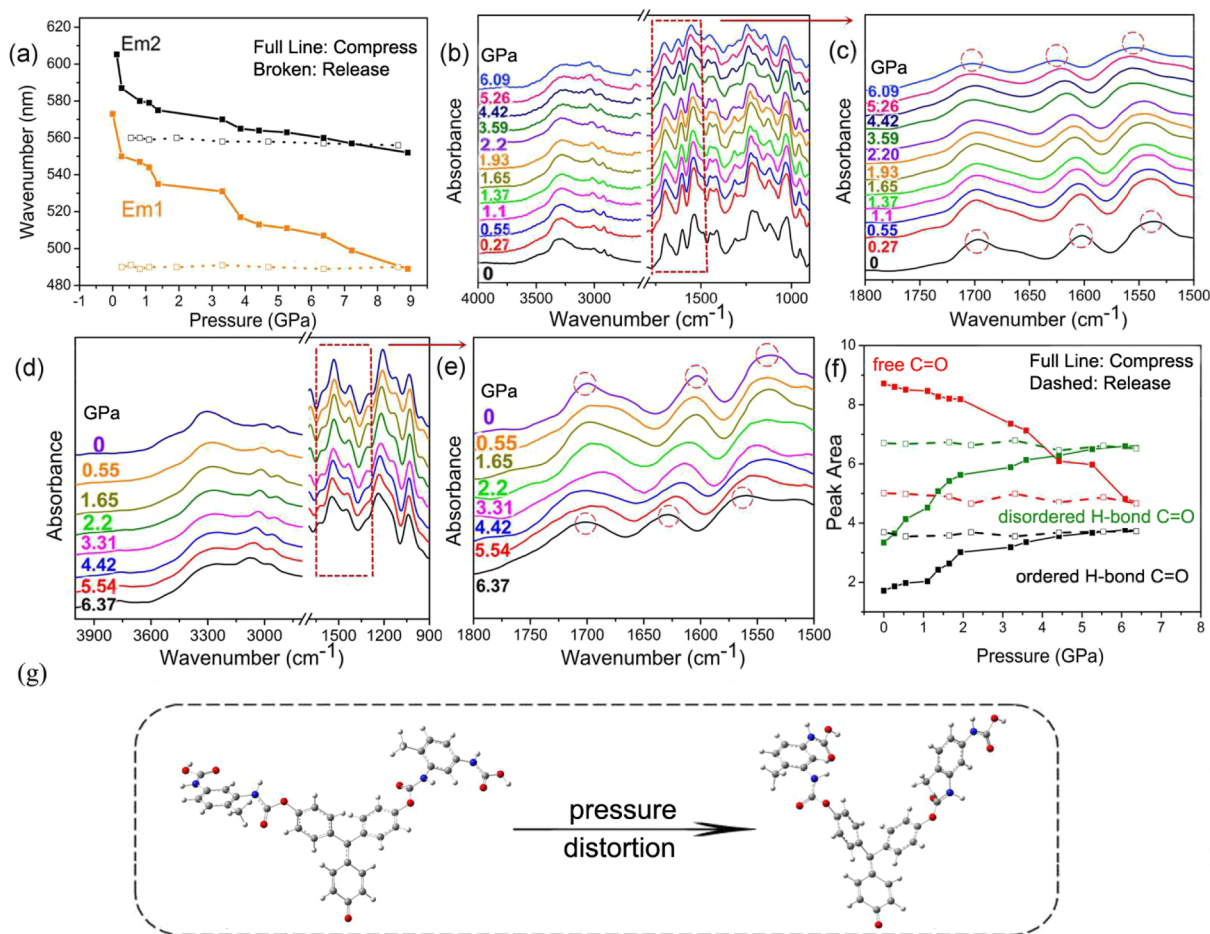 (a)
Em2
Full Line: Compress
Broken: Release
Em1
Wavenumber (nm)
620
600
580
560
540
520
500
480
-1 0 1 2 3 4 5 6 7 8 9
Pressure (GPa)
(b)
GPa
6.09
5.26
4.42
3.59
2.2
1.93
1.65
1.37
1.1
0.55
0.27
0
Absorbance
4000 3500 3000 1500 1000
Wavenumber (cm-1)
(c)
GPa
6.09
5.26
4.42
3.59
2.20
1.93
1.65
1.37
1.1
0.55
0.27
0
Absorbance
1800 1700 1600 1550 1500
Wavenumber (cm-1)
(d)
GPa
0
0.55
1.65
2.2
3.31
4.42
5.54
6.37
Absorbance
3900 3600 3300 3000 1500 1200 900
Wavenumber (cm-1)
(e)
GPa
0
0.55
1.65
2.2
3.31
4.42
5.54
6.37
Absorbance
1800 1700 1650 1600 1550 1500
Wavenumber (cm-1)
(f)
free C=O
Full Line: Compress
Dashed: Release
disordered H-bond C=O
ordered H-bond C=O
Peak Area
10
8
6
4
2
0 1 2 3 4 5 6 7 8
Pressure (GPa)
(g)
pressure
distortion